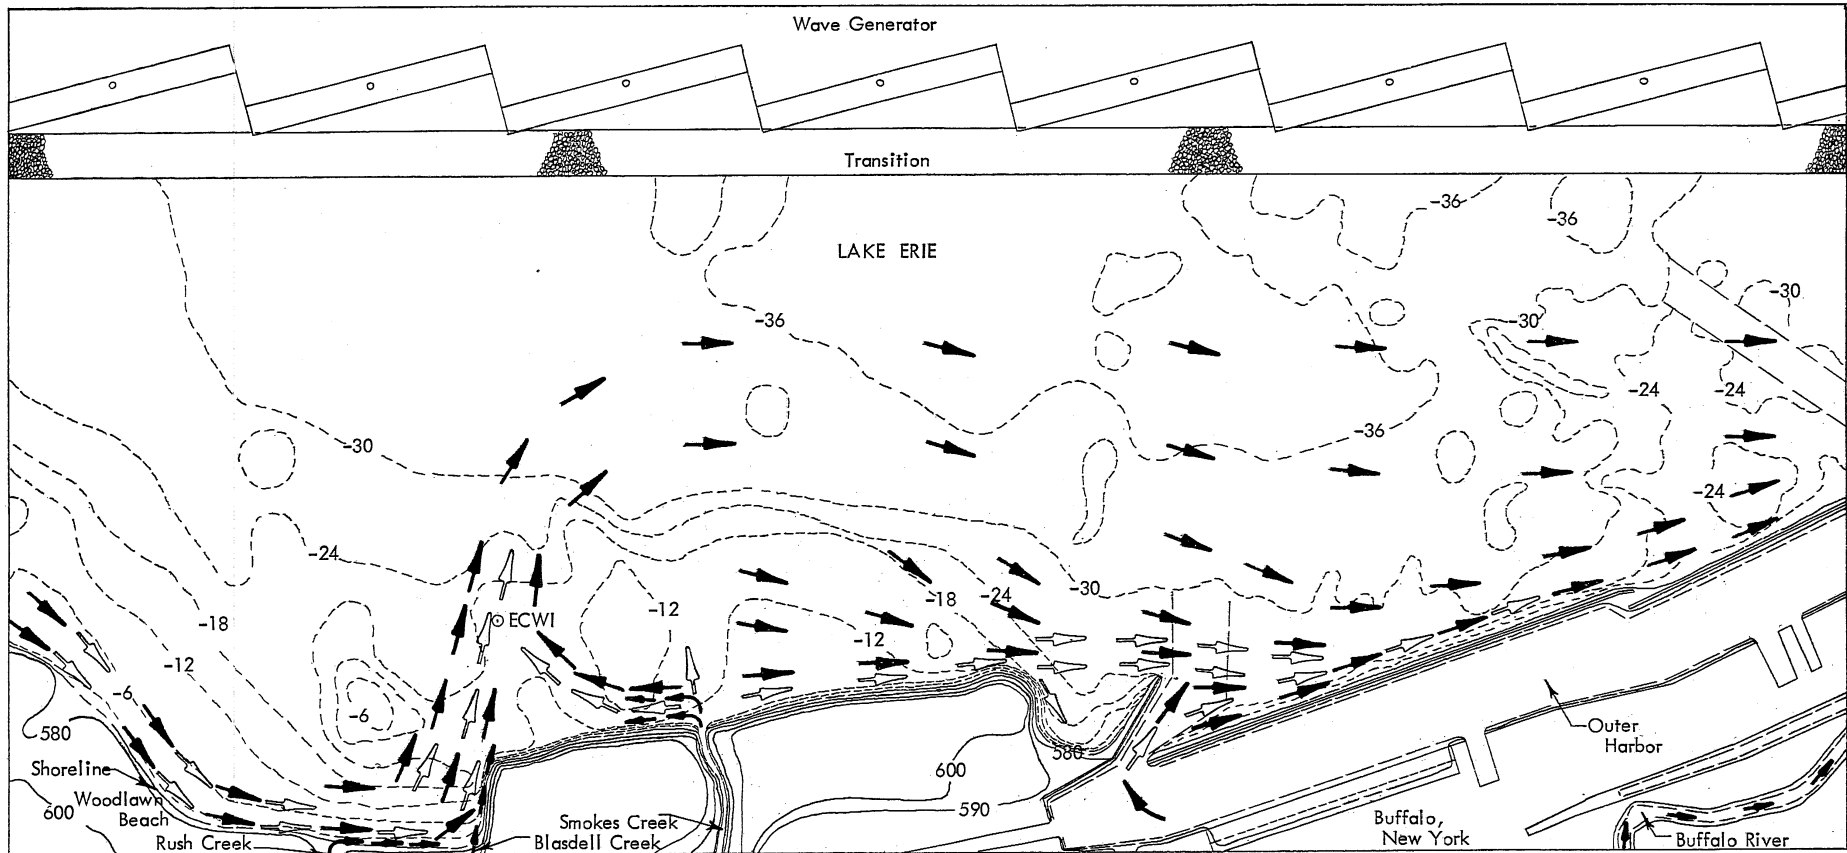 Wave Generator
Transition
-36
-36
LAKE ERIE
-30
-36
-30
-24
-24
-36
-30
-24
-24
-30
-18
-24
-12
ECWI
-18
-12
-12
-6
-6
580
Outer
Harbor
580
Shoreline
600
Woodlawn
Beach
600
590
Smokes Creek
Buffalo,
New York
Rush Creek
Blasdell Creek
Buffalo River